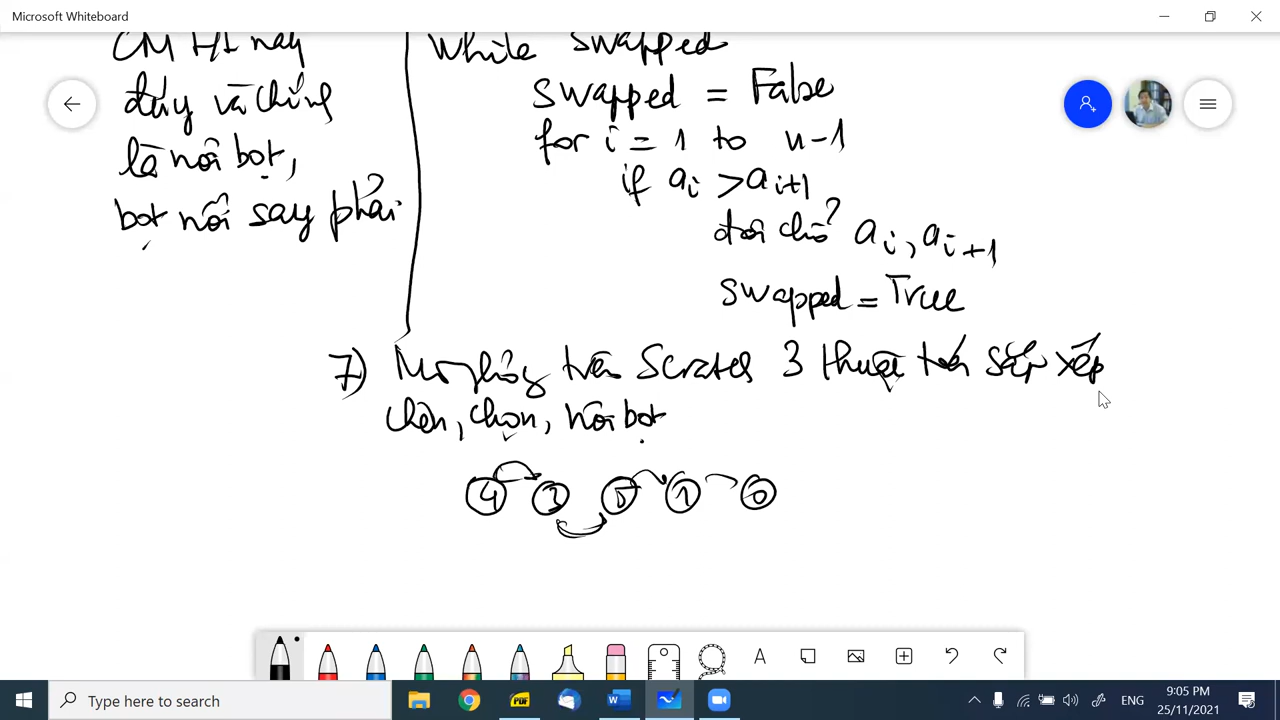 Microsoft Whiteboard
CM HT này
đúng và chúng
là nổi bọt,
bọt nổi say phải
While swapped
swapped = False
for i = 1 to n-1
if ai > ai+1
đổi chỗ ai, ai+1
swapped = True
7) Mô phỏng trên Scratch 3 thuật toán sắp xếp
chèn, chọn, nổi bọt
4 3 5 1 6
Type here to search
ENG
9:05 PM
25/11/2021